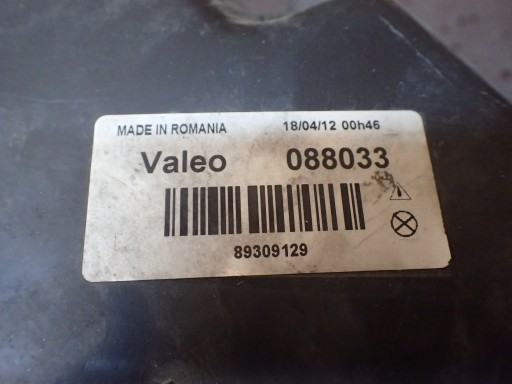 MADE IN ROMANIA 18/04/12 00h46
Valeo 088033
89309129